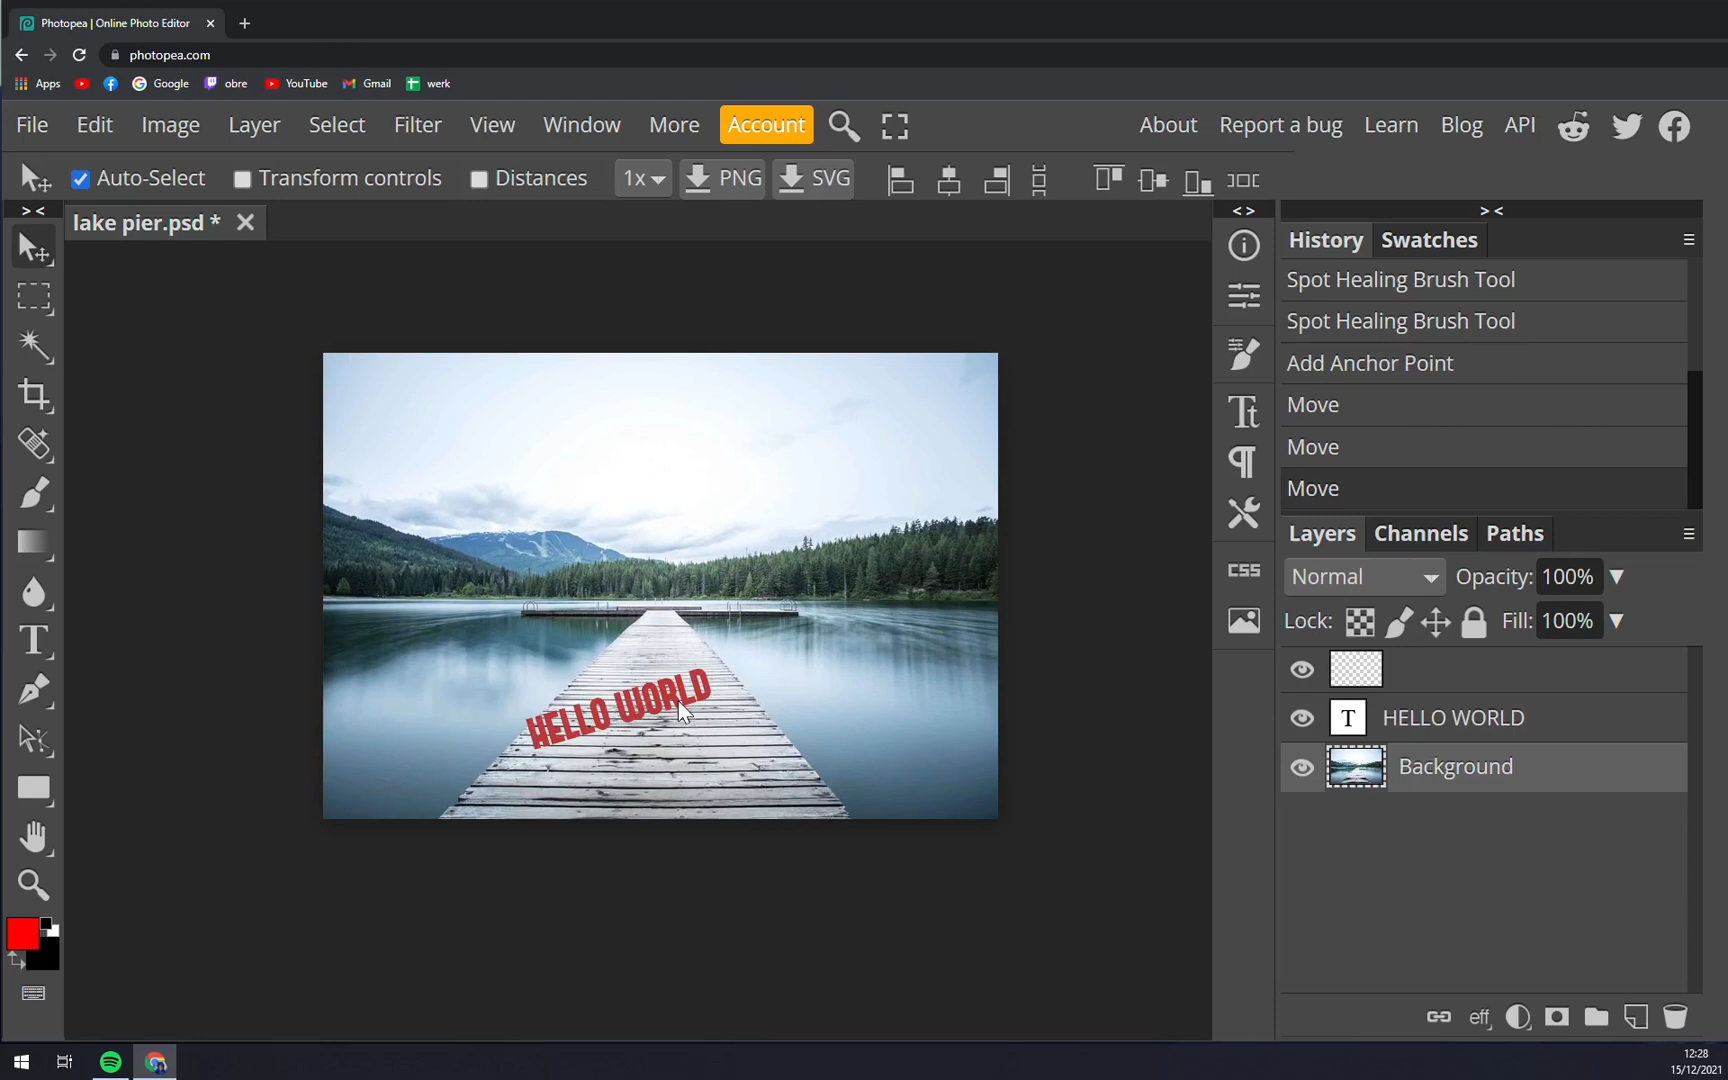 Photopea | Online Photo Editor
photopea.com
Apps
Google
obre
YouTube
Gmail
werk
File Edit Image Layer Select Filter View Window More Account About Report a bug Learn Blog API
Auto-Select Transform controls Distances 1x PNG SVG
> < < > > <
lake pier.psd *
History Swatches
Spot Healing Brush Tool
Spot Healing Brush Tool
Add Anchor Point
Move
Move
Move
Layers Channels Paths
Normal Opacity: 100%
Lock: Fill: 100%
CSS
HELLO WORLD
T HELLO WORLD
Background
eff
12:28
15/12/2021